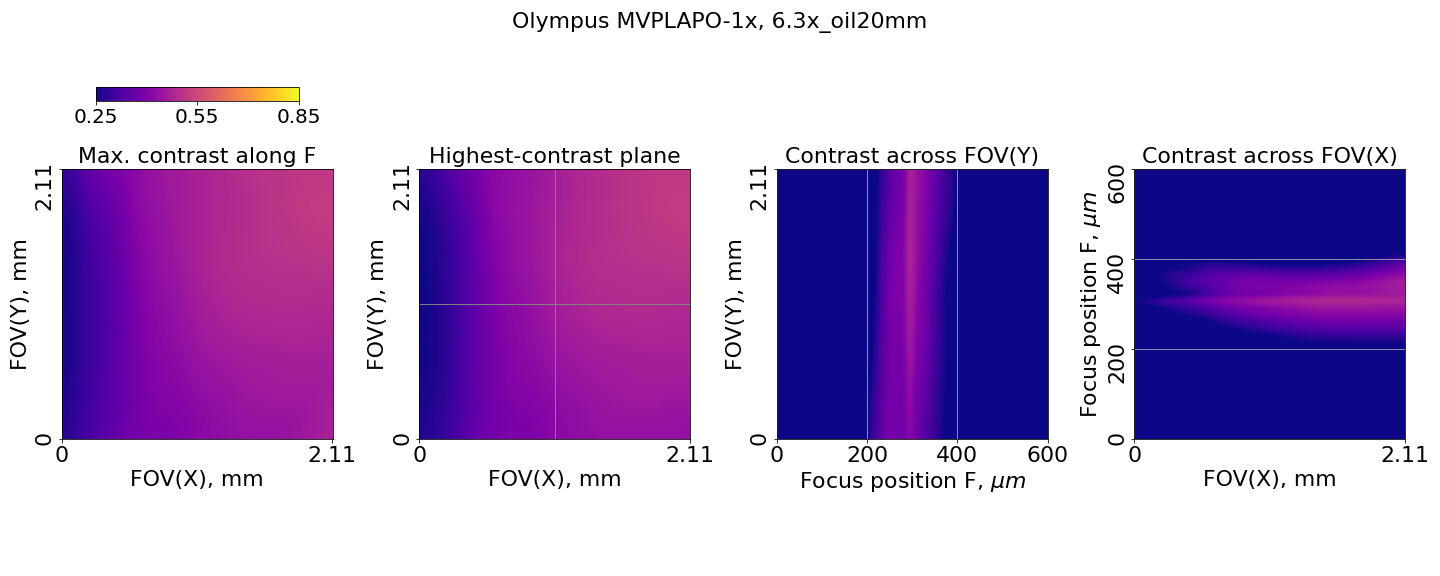 Olympus MVPLAPO-1x, 6.3x_oil20mm
0.25 0.55 0.85
Max. contrast along F
FOV(Y), mm
2.11
0
0 2.11
FOV(X), mm
Highest-contrast plane
FOV(Y), mm
2.11
0
0 2.11
FOV(X), mm
Contrast across FOV(Y)
FOV(Y), mm
2.11
0
0 200 400 600
Focus position F, μm
Contrast across FOV(X)
Focus position F, μm
600
400
200
0
0 2.11
FOV(X), mm